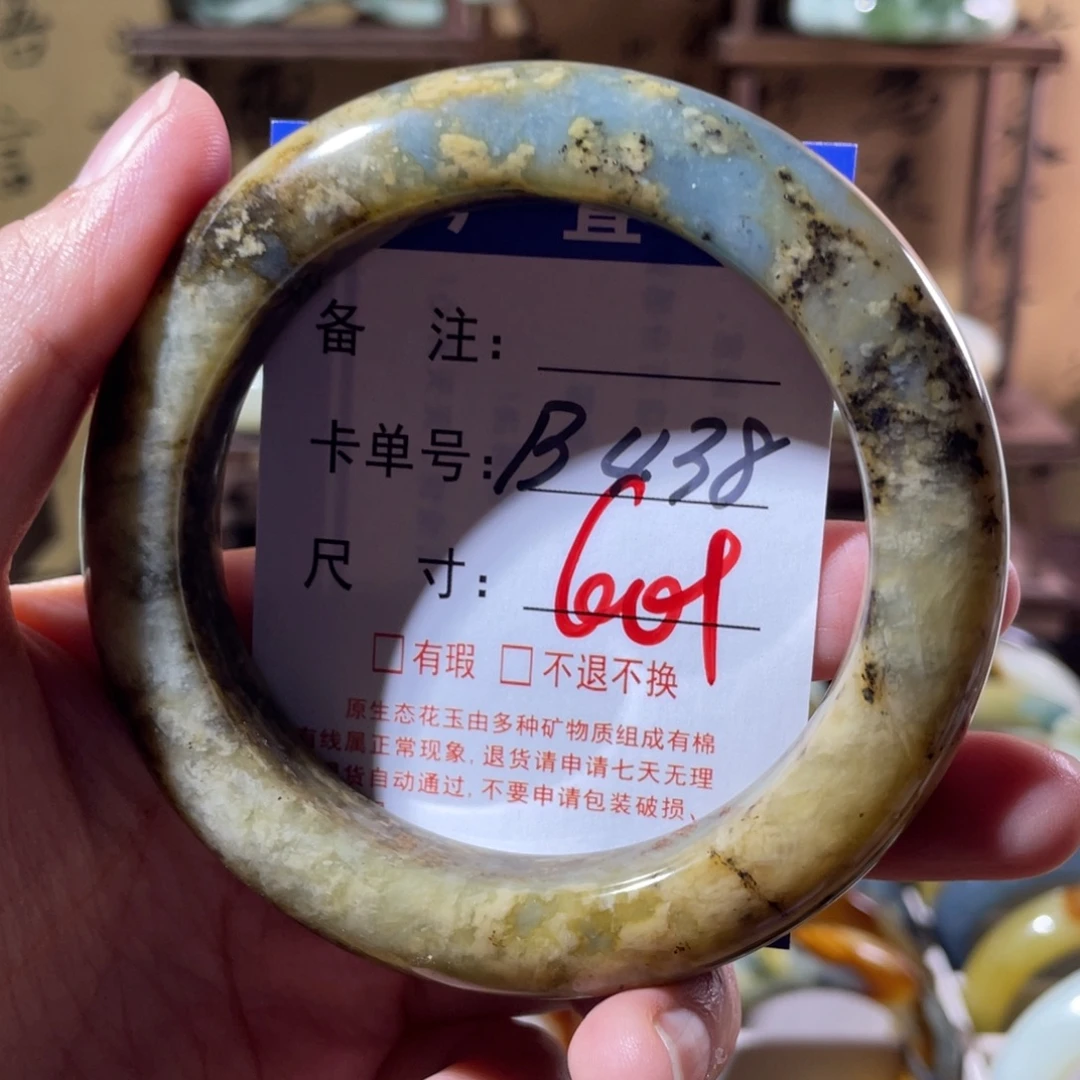 备 注：
卡单号：B438
尺 寸：601
□有瑕 □不退不换
原生态花玉由多种矿物质组成有棉
有线属正常现象，退货请申请七天无理
货自动通过，不要申请包装破损、